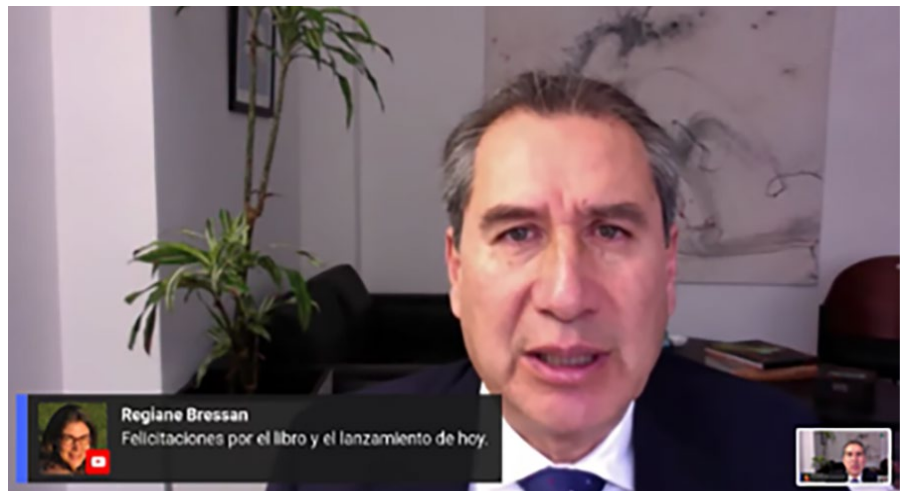 Regiane Bressan
Felicitaciones por el libro y el lanzamiento de hoy.